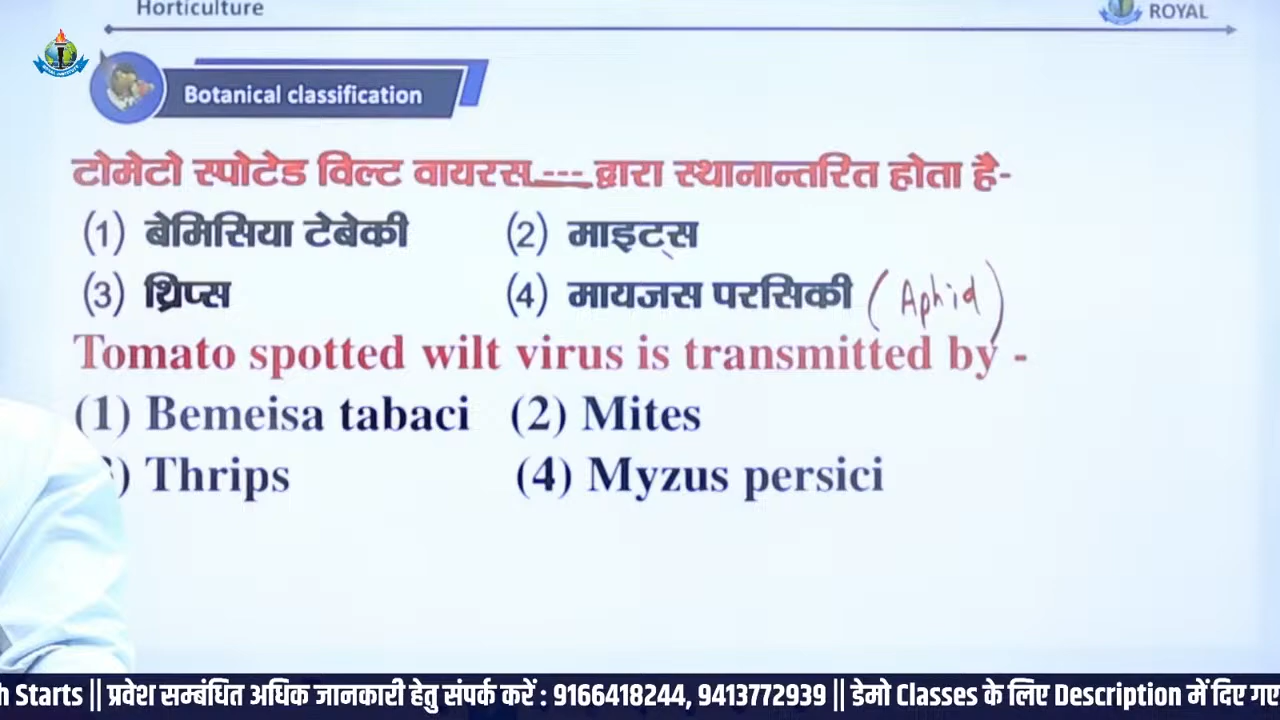 Horticulture
ROYAL
Botanical classification
टोमेटो स्पोटेड विल्ट वायरस --- द्वारा स्थानान्तरित होता है-
(1) बेमिसिया टेबेकी (2) माइट्स
(3) थ्रिप्स (4) मायजस परसिकी (Aphid)
Tomato spotted wilt virus is transmitted by -
(1) Bemeisa tabaci (2) Mites
) Thrips (4) Myzus persici
h Starts || प्रवेश सम्बंधित अधिक जानकारी हेतु संपर्क करें : 9166418244, 9413772939 || डेमो Classes के लिए Description में दिए गए